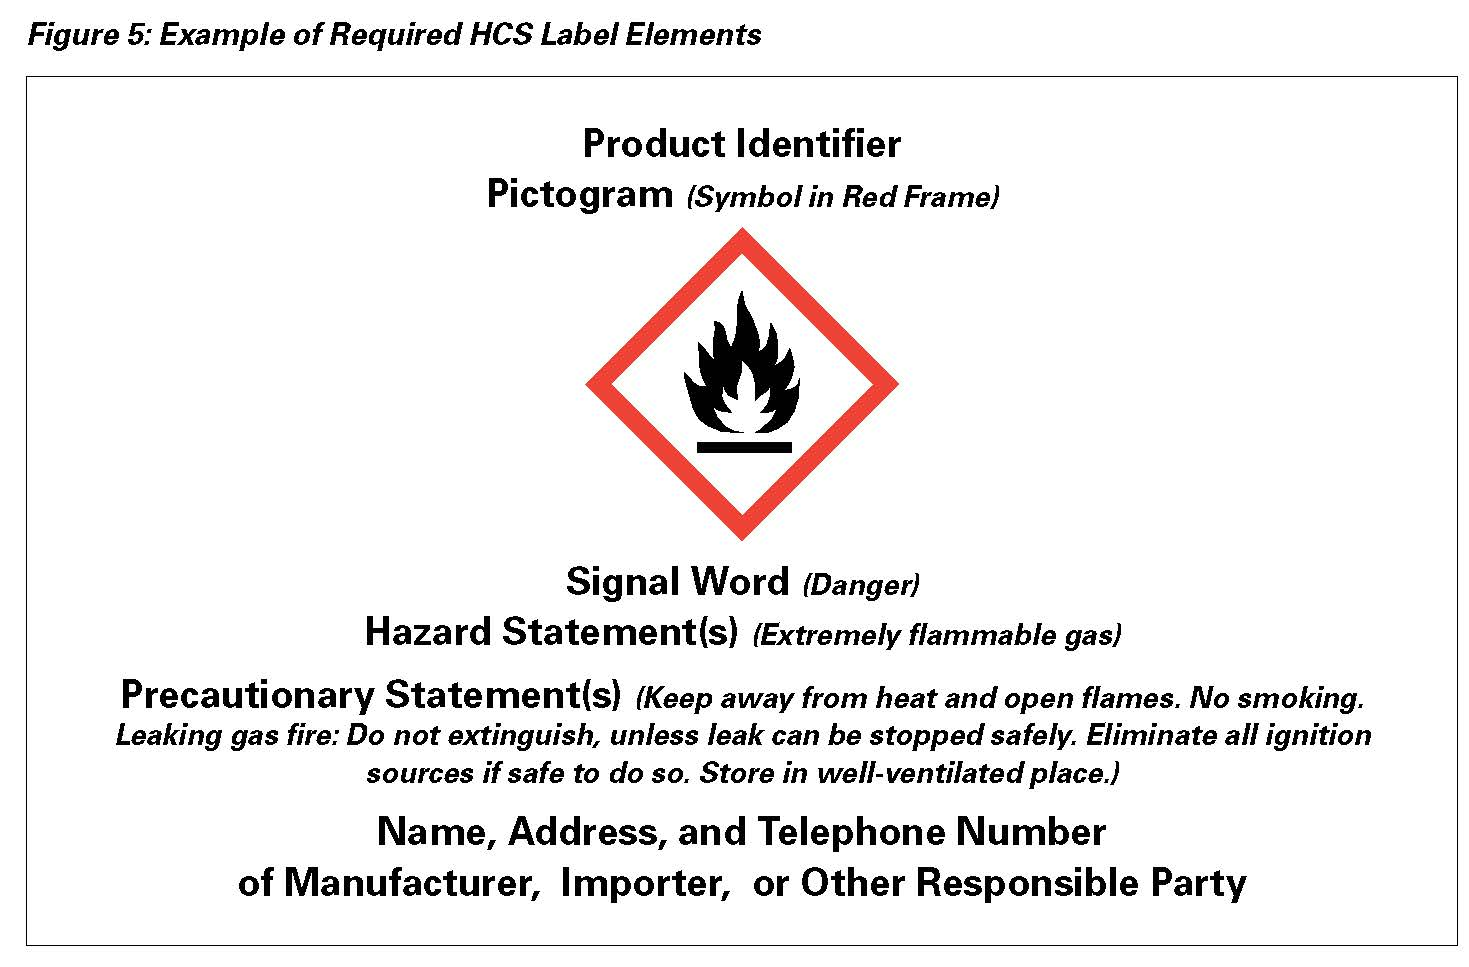 Figure 5: Example of Required HCS Label Elements
Product Identifier
Pictogram (Symbol in Red Frame)
Signal Word (Danger)
Hazard Statement(s) (Extremely flammable gas)
Precautionary Statement(s) (Keep away from heat and open flames. No smoking.
Leaking gas fire: Do not extinguish, unless leak can be stopped safely. Eliminate all ignition
sources if safe to do so. Store in well-ventilated place.)
Name, Address, and Telephone Number
of Manufacturer, Importer, or Other Responsible Party